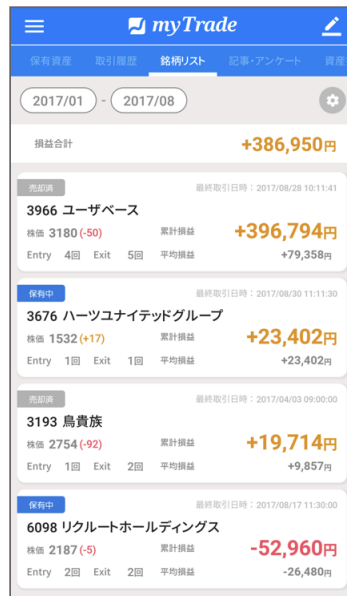 myTrade
保有資産 取引履歴 銘柄リスト 記事・アンケート 資産
2017/01 - 2017/08
損益合計 +386,950円
売却済 最終取引日時：2017/08/28 10:11:41
3966 ユーザベース
株価 3180 (-50) 累計損益 +396,794円
Entry 4回 Exit 5回 平均損益 +79,358円
保有中 最終取引日時：2017/08/30 11:11:30
3676 ハーツユナイテッドグループ
株価 1532 (+17) 累計損益 +23,402円
Entry 1回 Exit 1回 平均損益 +23,402円
売却済 最終取引日時：2017/04/03 09:00:00
3193 鳥貴族
株価 2754 (-92) 累計損益 +19,714円
Entry 1回 Exit 2回 平均損益 +9,857円
保有中 最終取引日時：2017/08/17 11:30:00
6098 リクルートホールディングス
株価 2187 (-5) 累計損益 -52,960円
Entry 2回 Exit 2回 平均損益 -26,480円